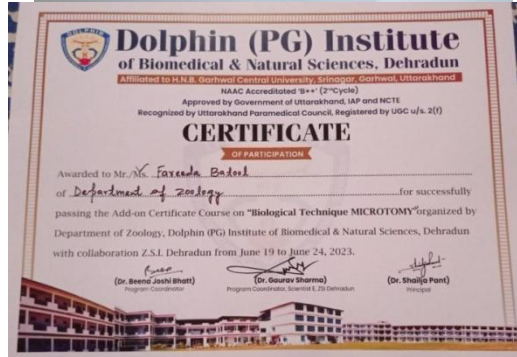 Dolphin (PG) Institute
of Biomedical & Natural Sciences, Dehradun
Affiliated to H.N.B. Garhwal Central University, Srinagar, Garhwal, Uttarakhand
NAAC Accredited 'B++' (2ⁿᵈCycle)
Approved by Government of Uttarakhand, IAP and NCTE
Recognized by Uttarakhand Paramedical Council, Registered by UGC u/s. 2(f)
CERTIFICATE
OF PARTICIPATION
Awarded to Mr./Ms. Fareeda Batool
of Department of zoology for successfully
passing the Add-on Certificate Course on "Biological Technique MICROTOMY" organized by
Department of Zoology, Dolphin (PG) Institute of Biomedical & Natural Sciences, Dehradun
with collaboration Z.S.I. Dehradun from June 19 to June 24, 2023.
(Dr. Beena Joshi Bhatt) (Dr. Gaurav Sharma) (Dr. Shailja Pant)
Program Coordinator Program Coordinator, Scientist E, ZSI Dehradun Principal